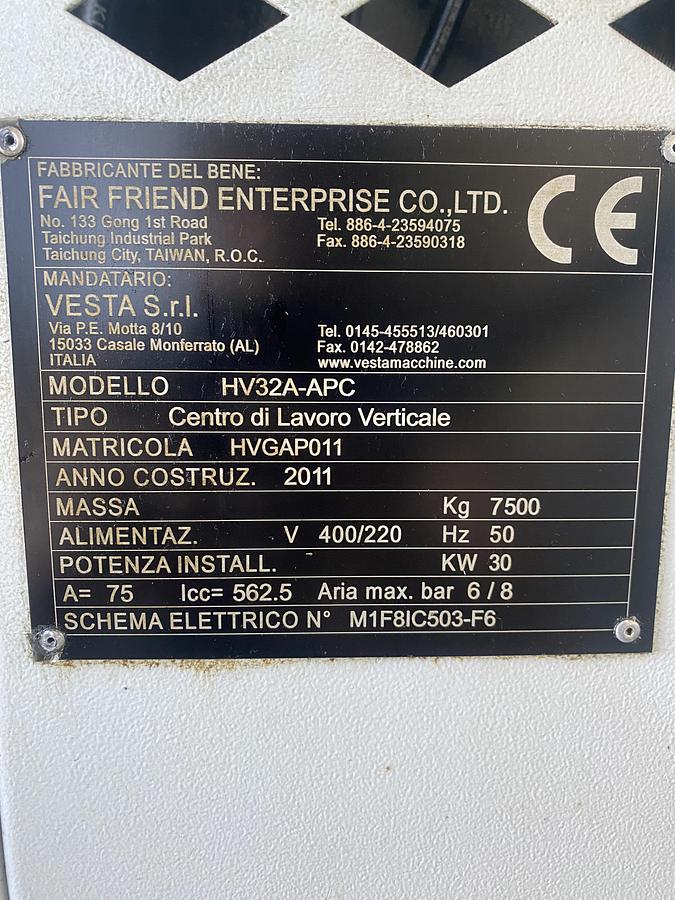 FABBRICANTE DEL BENE:
FAIR FRIEND ENTERPRISE CO.,LTD.
No. 133 Gong 1st Road Tel. 886-4-23594075
Taichung Industrial Park Fax. 886-4-23590318
Taichung City, TAIWAN, R.O.C.
CE
MANDATARIO:
VESTA S.r.l.
Via P.E. Motta 8/10 Tel. 0145-455513/460301
15033 Casale Monferrato (AL) Fax. 0142-478862
ITALIA www.vestamacchine.com
MODELLO HV32A-APC
TIPO Centro di Lavoro Verticale
MATRICOLA HVGAP011
ANNO COSTRUZ. 2011
MASSA Kg 7500
ALIMENTAZ. V 400/220 Hz 50
POTENZA INSTALL. KW 30
A= 75 Icc= 562.5 Aria max. bar 6 / 8
SCHEMA ELETTRICO N° M1F8IC503-F6